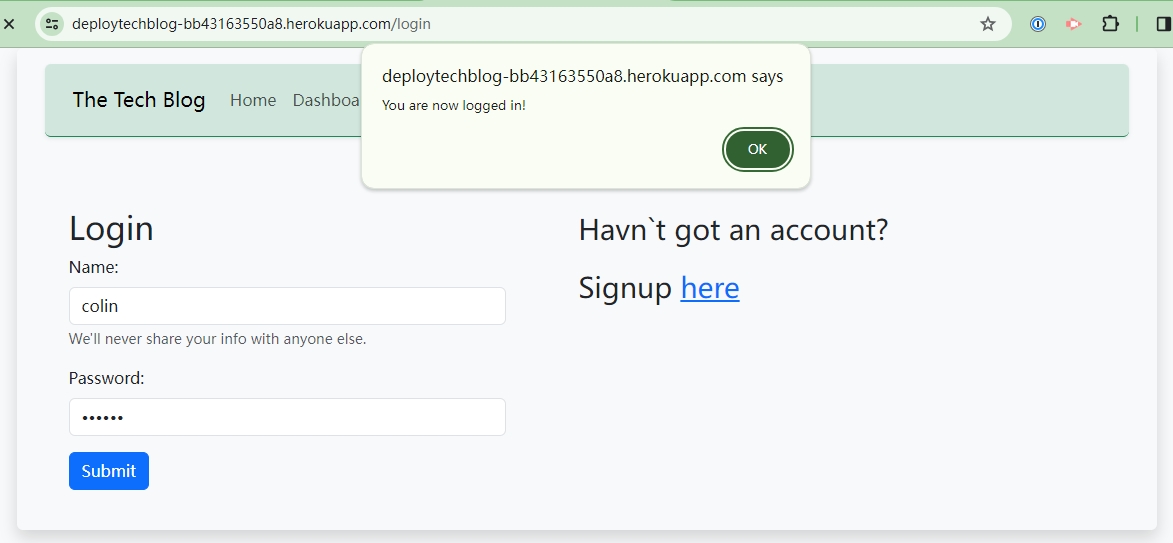 deploytechblog-bb43163550a8.herokuapp.com/login
deploytechblog-bb43163550a8.herokuapp.com says
You are now logged in!
OK
The Tech Blog Home Dashboa
Login
Name:
colin
We'll never share your info with anyone else.
Password:
••••••
Submit
Havn`t got an account?
Signup here